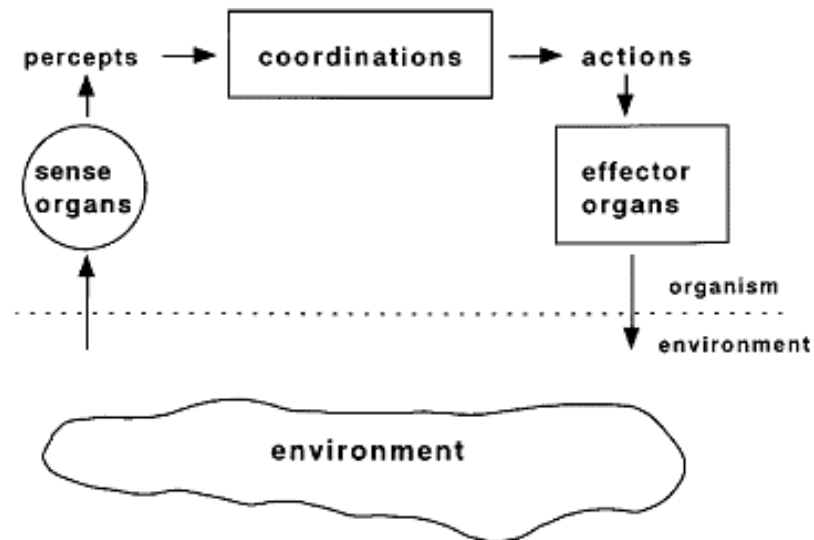 percepts
coordinations
actions
sense
organs
effector
organs
organism
environment
environment